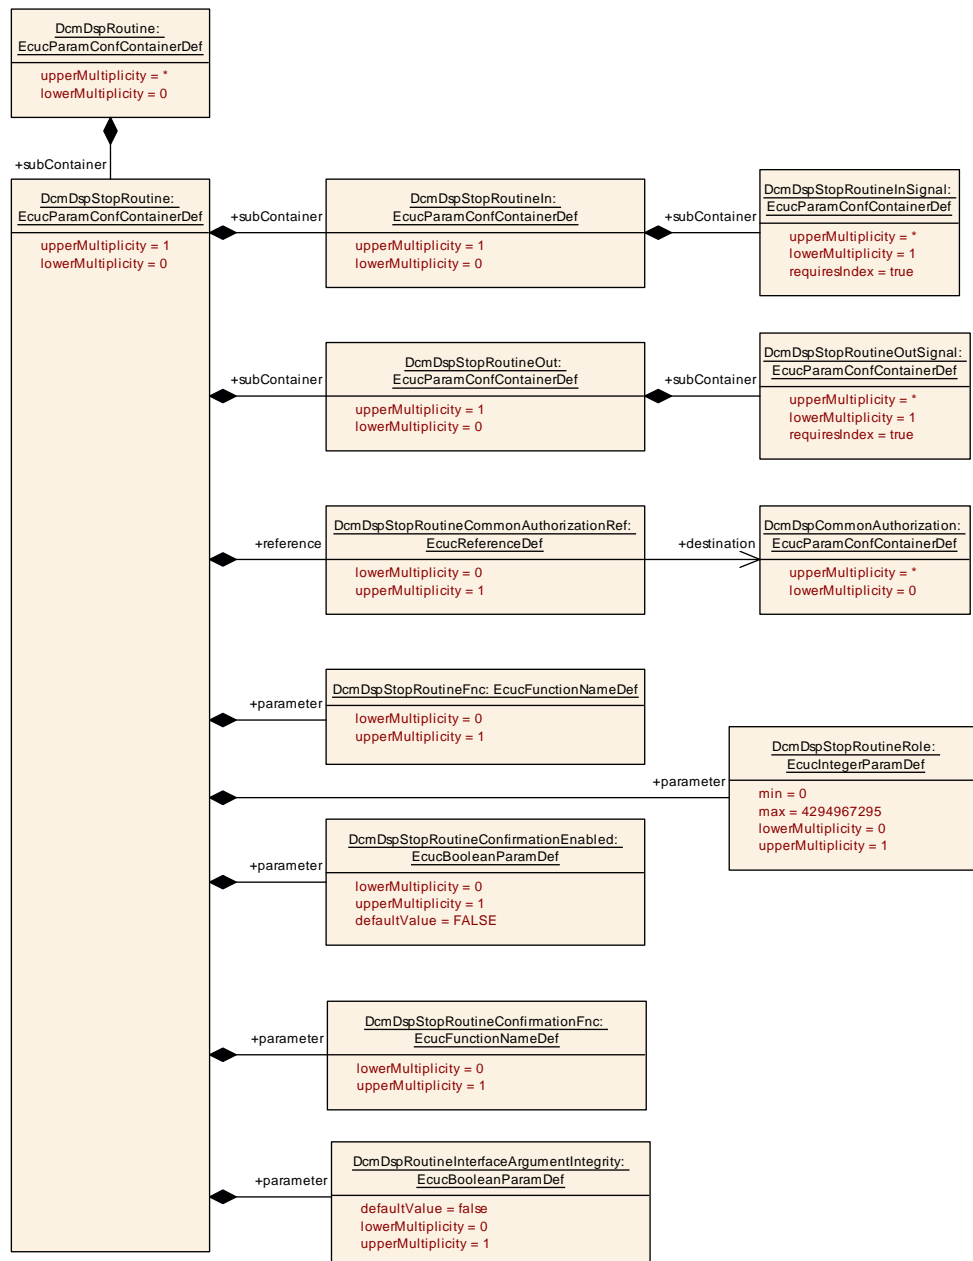 DcmDspRoutine:
EcucParamConfContainerDef
upperMultiplicity = *
lowerMultiplicity = 0
+subContainer
DcmDspStopRoutine:
EcucParamConfContainerDef
upperMultiplicity = 1
lowerMultiplicity = 0
+subContainer
DcmDspStopRoutineIn:
EcucParamConfContainerDef
upperMultiplicity = 1
lowerMultiplicity = 0
+subContainer
DcmDspStopRoutineInSignal:
EcucParamConfContainerDef
upperMultiplicity = *
lowerMultiplicity = 1
requiresIndex = true
+subContainer
DcmDspStopRoutineOut:
EcucParamConfContainerDef
upperMultiplicity = 1
lowerMultiplicity = 0
+subContainer
DcmDspStopRoutineOutSignal:
EcucParamConfContainerDef
upperMultiplicity = *
lowerMultiplicity = 1
requiresIndex = true
+reference
DcmDspStopRoutineCommonAuthorizationRef:
EcucReferenceDef
lowerMultiplicity = 0
upperMultiplicity = 1
+destination
DcmDspCommonAuthorization:
EcucParamConfContainerDef
upperMultiplicity = *
lowerMultiplicity = 0
+parameter
DcmDspStopRoutineFnc: EcucFunctionNameDef
lowerMultiplicity = 0
upperMultiplicity = 1
+parameter
DcmDspStopRoutineRole:
EcucIntegerParamDef
min = 0
max = 4294967295
lowerMultiplicity = 0
upperMultiplicity = 1
+parameter
DcmDspStopRoutineConfirmationEnabled:
EcucBooleanParamDef
lowerMultiplicity = 0
upperMultiplicity = 1
defaultValue = FALSE
+parameter
DcmDspStopRoutineConfirmationFnc:
EcucFunctionNameDef
lowerMultiplicity = 0
upperMultiplicity = 1
+parameter
DcmDspRoutineInterfaceArgumentIntegrity:
EcucBooleanParamDef
defaultValue = false
lowerMultiplicity = 0
upperMultiplicity = 1